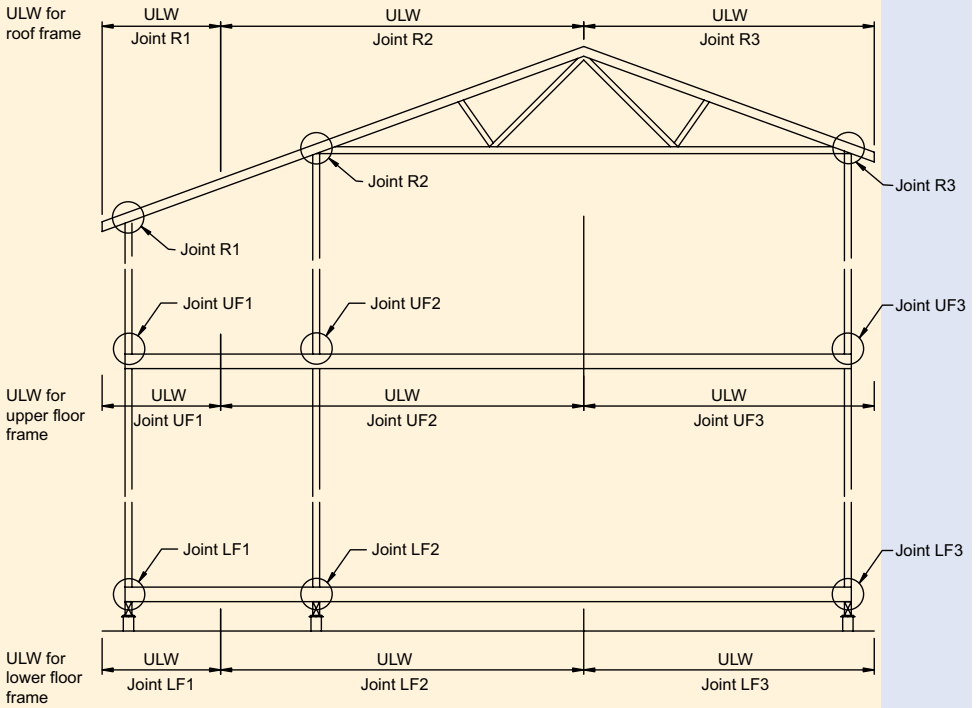 ULW for
roof frame
ULW
Joint R1
ULW
Joint R2
ULW
Joint R3
Joint R2
Joint R3
Joint R1
Joint UF1
Joint UF2
Joint UF3
ULW for
upper floor
frame
ULW
Joint UF1
ULW
Joint UF2
ULW
Joint UF3
Joint LF1
Joint LF2
Joint LF3
ULW for
lower floor
frame
ULW
Joint LF1
ULW
Joint LF2
ULW
Joint LF3